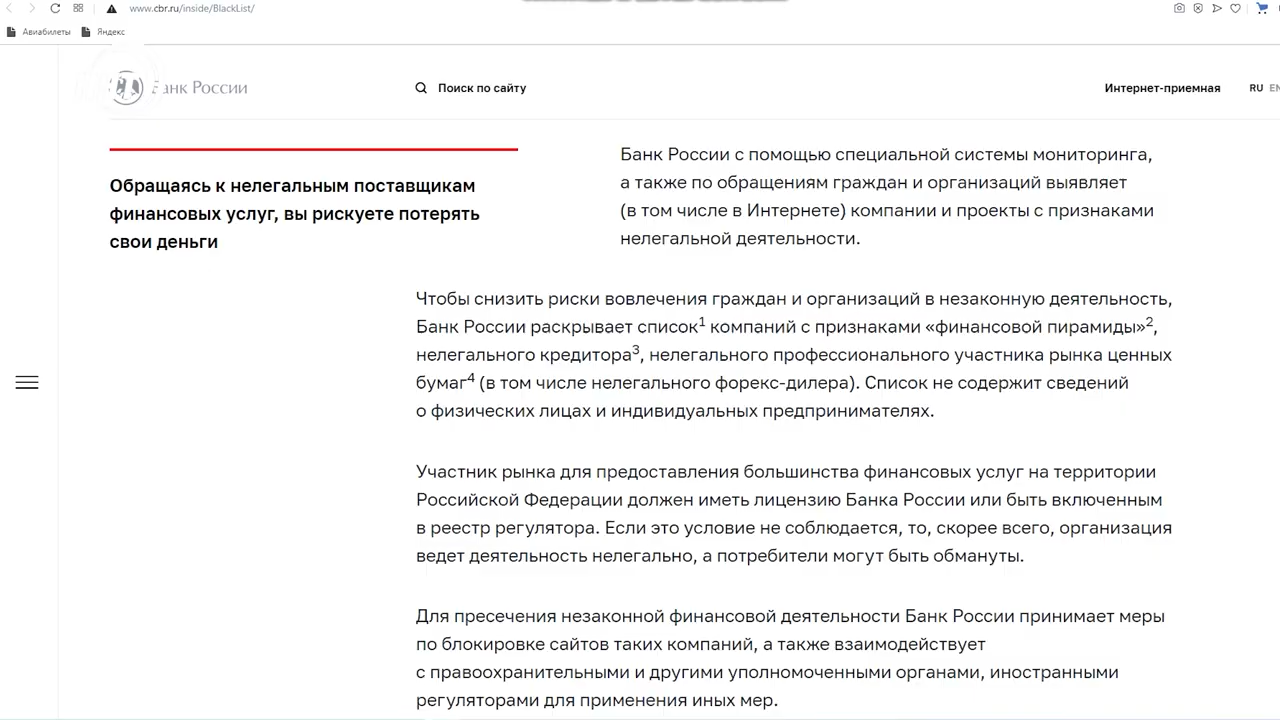 www.cbr.ru/inside/BlackList/
Авиабилеты Яндекс
Банк России
Поиск по сайту
Интернет-приемная
RU EN
Обращаясь к нелегальным поставщикам
финансовых услуг, вы рискуете потерять
свои деньги
Банк России с помощью специальной системы мониторинга,
а также по обращениям граждан и организаций выявляет
(в том числе в Интернете) компании и проекты с признаками
нелегальной деятельности.
Чтобы снизить риски вовлечения граждан и организаций в незаконную деятельность,
Банк России раскрывает список¹ компаний с признаками «финансовой пирамиды»²,
нелегального кредитора³, нелегального профессионального участника рынка ценных
бумаг⁴ (в том числе нелегального форекс-дилера). Список не содержит сведений
о физических лицах и индивидуальных предпринимателях.
Участник рынка для предоставления большинства финансовых услуг на территории
Российской Федерации должен иметь лицензию Банка России или быть включенным
в реестр регулятора. Если это условие не соблюдается, то, скорее всего, организация
ведет деятельность нелегально, а потребители могут быть обмануты.
Для пресечения незаконной финансовой деятельности Банк России принимает меры
по блокировке сайтов таких компаний, а также взаимодействует
с правоохранительными и другими уполномоченными органами, иностранными
регуляторами для применения иных мер.